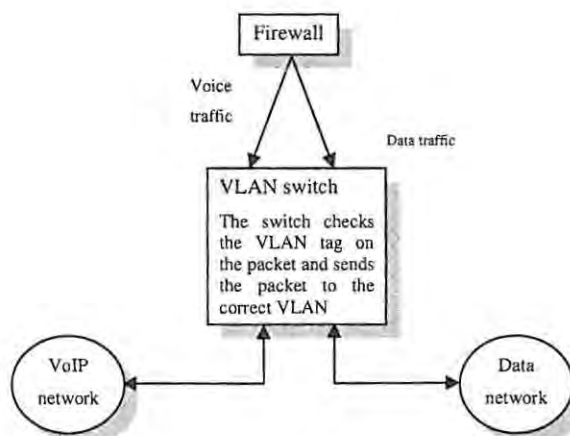 Firewall
Voice
traffic
Data traffic
VLAN switch
The switch checks
the VLAN tag on
the packet and sends
the packet to the
correct VLAN
VoIP
network
Data
network